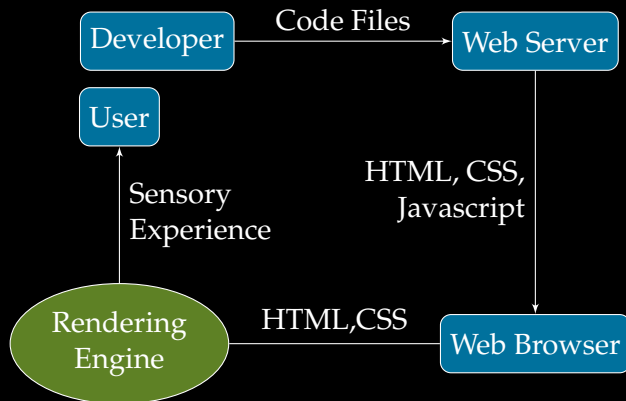 Developer
Code Files
Web Server
User
HTML, CSS,
Javascript
Sensory
Experience
Rendering
Engine
HTML,CSS
Web Browser